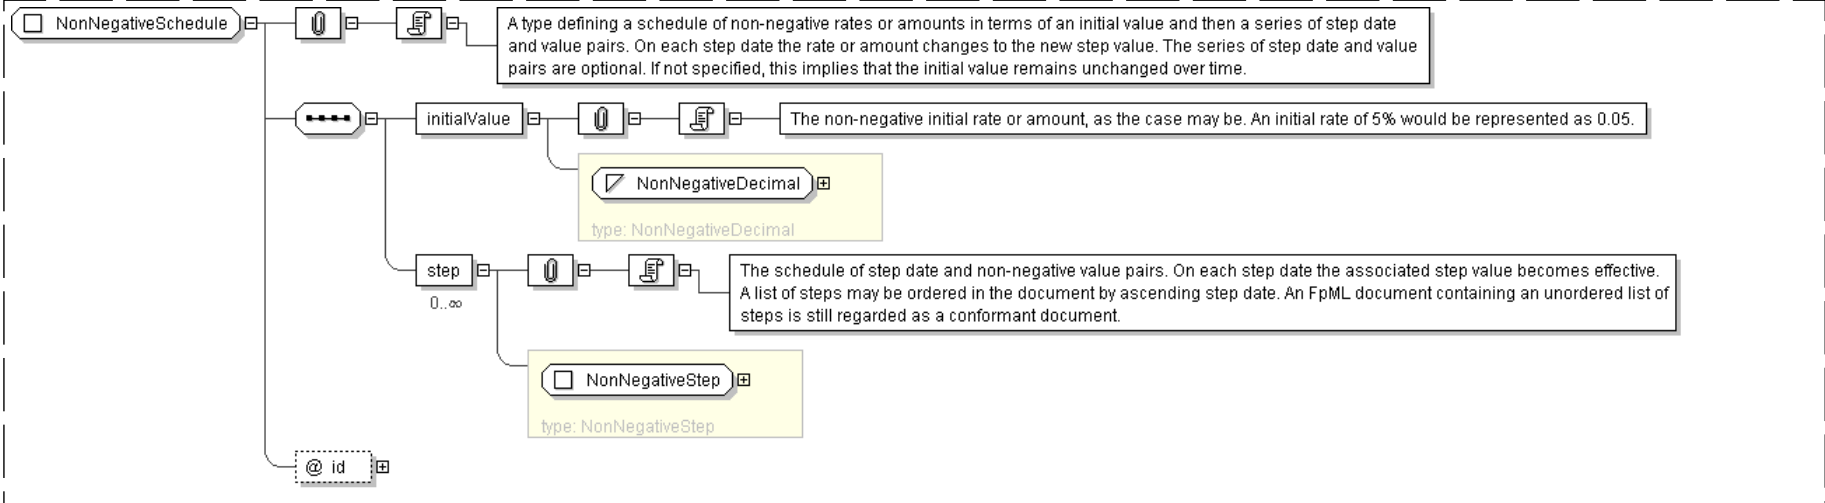 NonNegativeSchedule
A type defining a schedule of non-negative rates or amounts in terms of an initial value and then a series of step date
and value pairs. On each step date the rate or amount changes to the new step value. The series of step date and value
pairs are optional. If not specified, this implies that the initial value remains unchanged over time.
initialValue
The non-negative initial rate or amount, as the case may be. An initial rate of 5% would be represented as 0.05.
NonNegativeDecimal
type: NonNegativeDecimal
step
0..∞
The schedule of step date and non-negative value pairs. On each step date the associated step value becomes effective.
A list of steps may be ordered in the document by ascending step date. An FpML document containing an unordered list of
steps is still regarded as a conformant document.
NonNegativeStep
type: NonNegativeStep
@ id